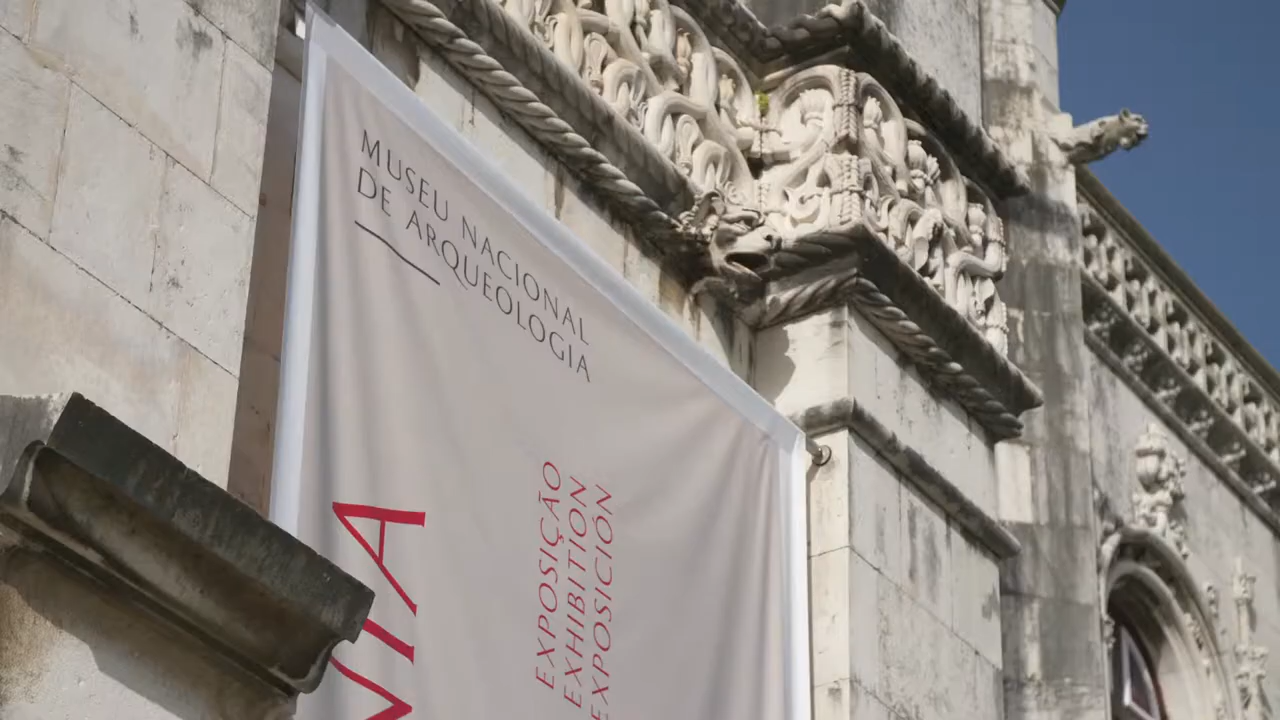 MUSEU NACIONAL
DE ARQUEOLOGIA
EXPOSIÇÃO
EXHIBITION
EXPOSICIÓN